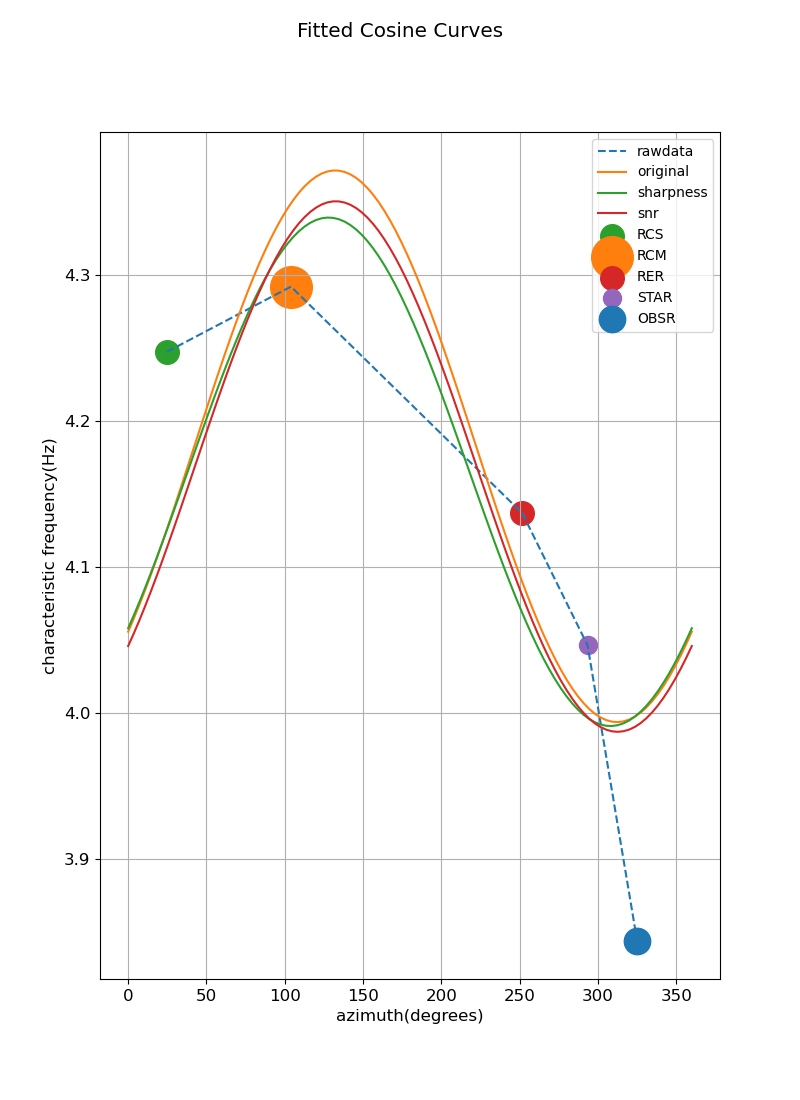 Fitted Cosine Curves
rawdata
original
sharpness
snr
RCS
RCM
RER
STAR
OBSR
characteristic frequency(Hz)
4.3
4.2
4.1
4.0
3.9
0 50 100 150 200 250 300 350
azimuth(degrees)